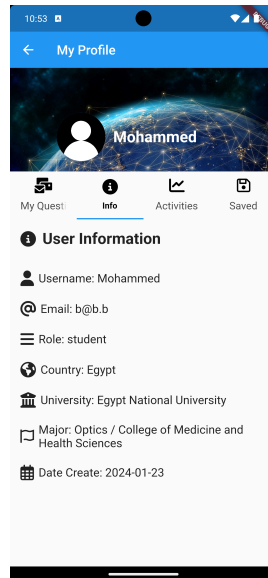 10:53
My Profile
Mohammed
My Questi
Info
Activities
Saved
User Information
Username: Mohammed
Email: b@b.b
Role: student
Country: Egypt
University: Egypt National University
Major: Optics / College of Medicine and
Health Sciences
Date Create: 2024-01-23